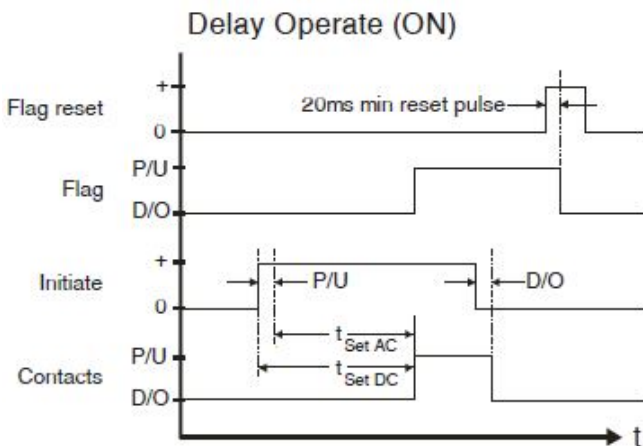 Delay Operate (ON)
+
Flag reset
20ms min reset pulse
0
P/U
Flag
D/O
+
Initiate
P/U
D/O
0
t Set AC
P/U
Contacts
t Set DC
D/O
t